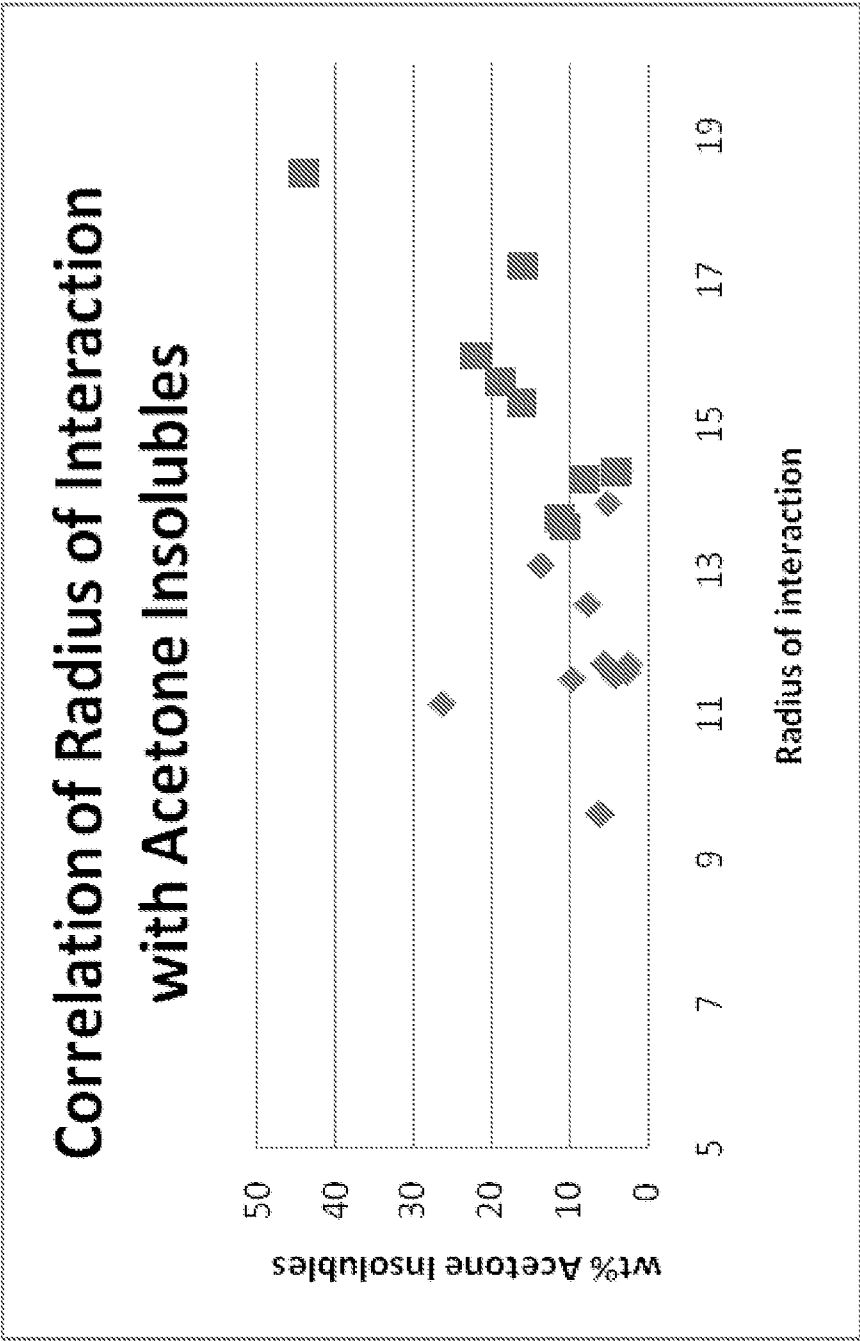 Correlation of Radius of Interaction
with Acetone Insolubles
wt% Acetone Insolubles
50
40
30
20
10
0
5 7 9 11 13 15 17 19
Radius of interaction